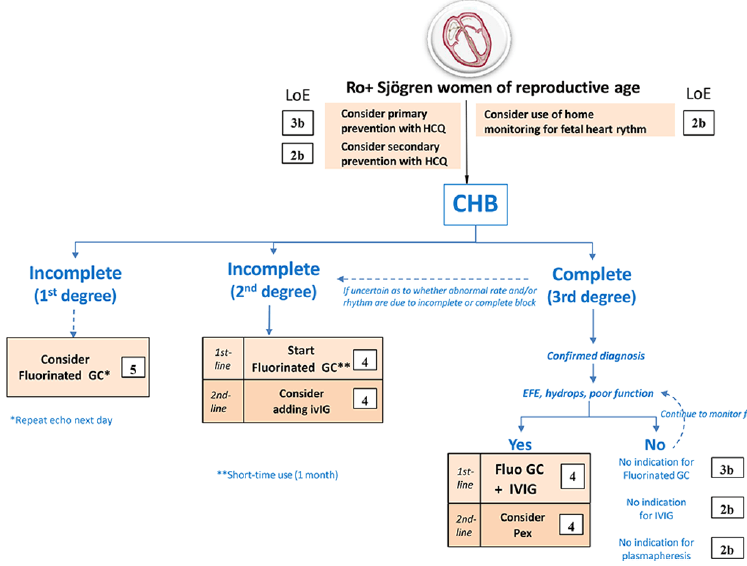 Ro+ Sjögren women of reproductive age
LoE
LoE
3b
Consider primary
prevention with HCQ
Consider use of home
monitoring for fetal heart rythm
2b
2b
Consider secondary
prevention with HCQ
CHB
Incomplete
(1st degree)
Incomplete
(2nd degree)
If uncertain as to whether abnormal rate and/or
rhythm are due to incomplete or complete block
Complete
(3rd degree)
Consider
Fluorinated GC*
5
*Repeat echo next day
1st-
line
Start
Fluorinated GC**
4
2nd-
line
Consider
adding ivIG
4
**Short-time use (1 month)
Confirmed diagnosis
EFE, hydrops, poor function
Continue to monitor f
Yes
No
1st-
line
Fluo GC
+ IVIG
4
2nd-
line
Consider
Pex
4
No indication for
Fluorinated GC
3b
No indication
for IVIG
2b
No indication for
plasmapheresis
2b